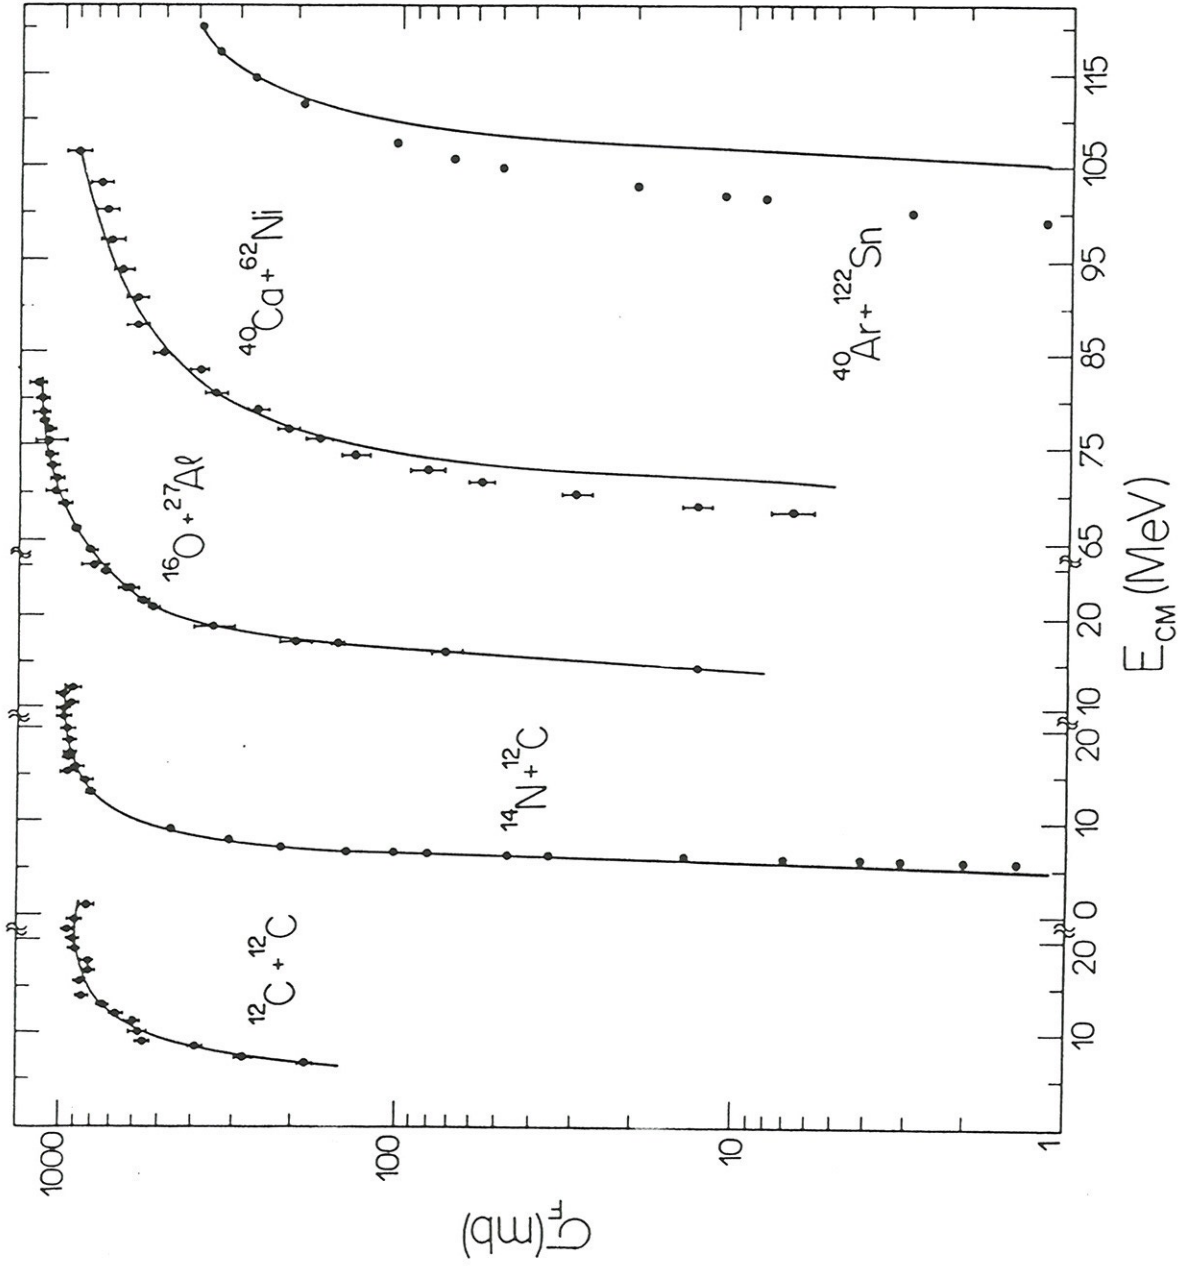 σF (mb)
1000
100
10
1
¹²C + ¹²C
¹⁴N + ¹²C
¹⁶O + ²⁷Al
⁴⁰Ca + ⁶²Ni
⁴⁰Ar + ¹²²Sn
10 20 0 10 20 10 20 65 75 85 95 105 115
E_CM (MeV)